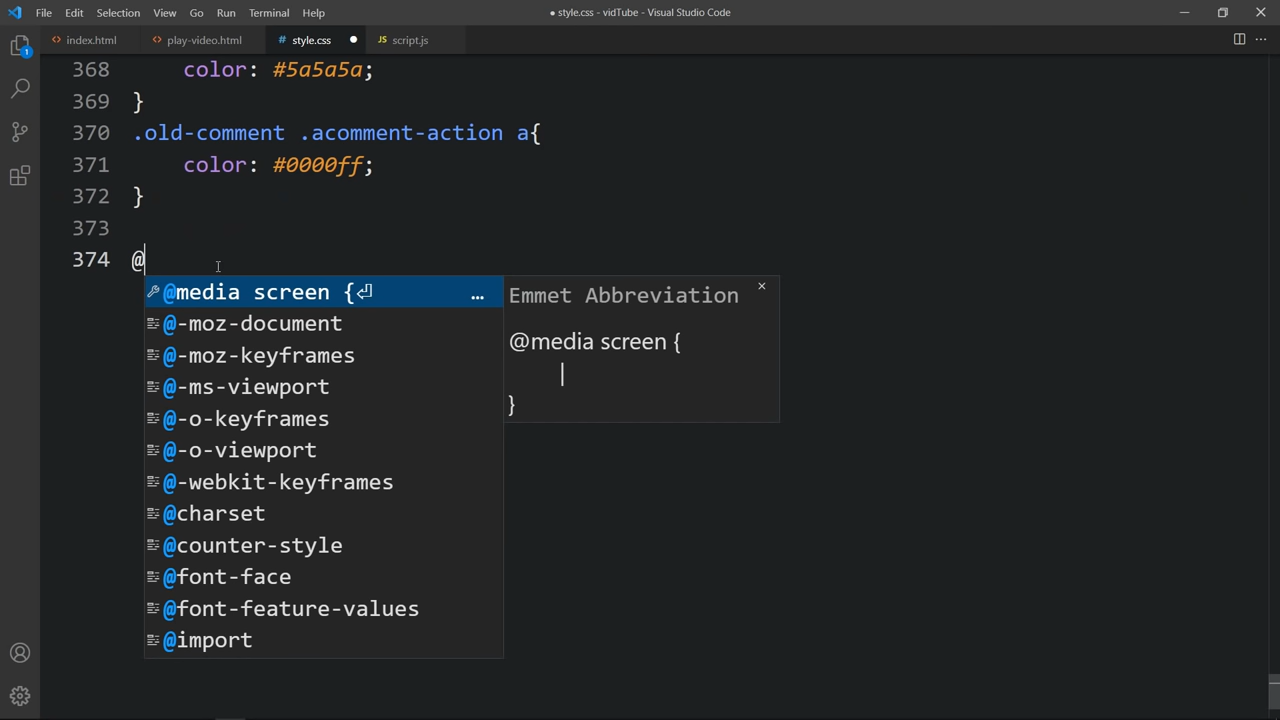 File Edit Selection View Go Run Terminal Help
● style.css - vidTube - Visual Studio Code
index.html play-video.html # style.css JS script.js
1
368 color: #5a5a5a;
369 }
370 .old-comment .acomment-action a{
371 color: #0000ff;
372 }
373
374 @
@media screen {⏎ ...
@-moz-document
@-moz-keyframes
@-ms-viewport
@-o-keyframes
@-o-viewport
@-webkit-keyframes
@charset
@counter-style
@font-face
@font-feature-values
@import
Emmet Abbreviation
@media screen {
|
}